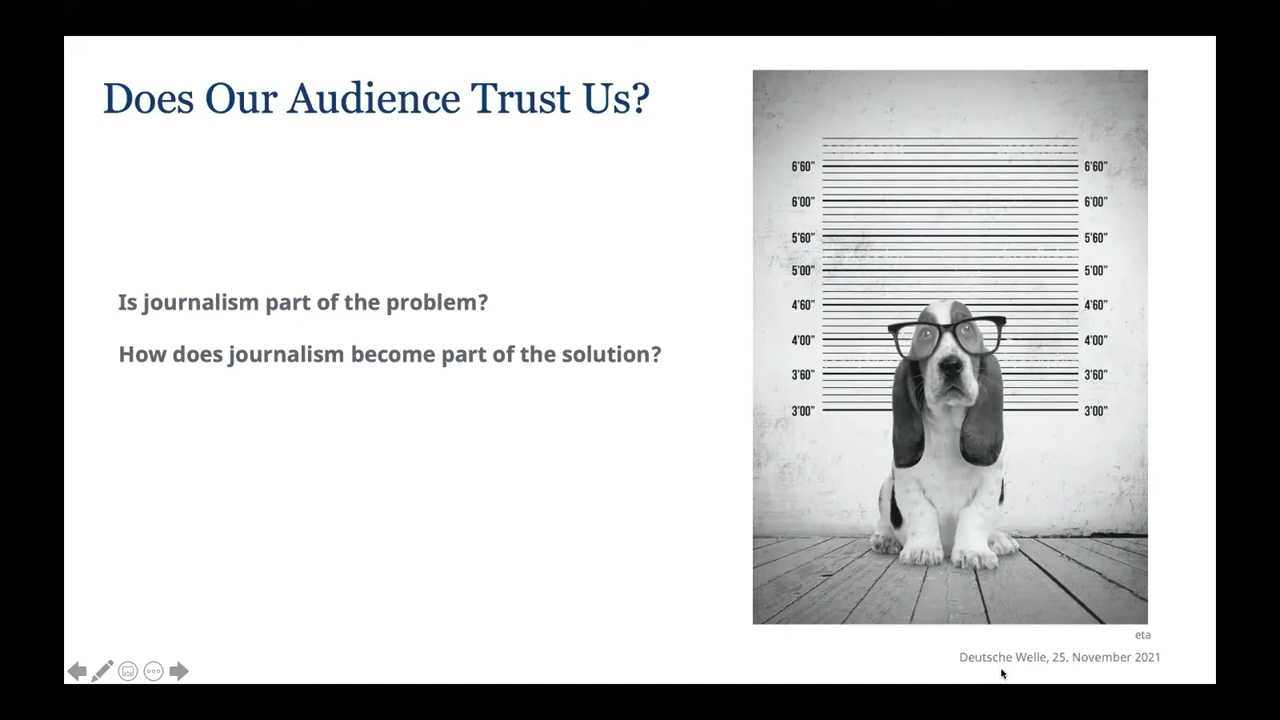 Does Our Audience Trust Us?
Is journalism part of the problem?
How does journalism become part of the solution?
6'60" 6'60"
6'00" 6'00"
5'60" 5'60"
5'00" 5'00"
4'60" 4'60"
4'00" 4'00"
3'60" 3'60"
3'00" 3'00"
eta
Deutsche Welle, 25. November 2021